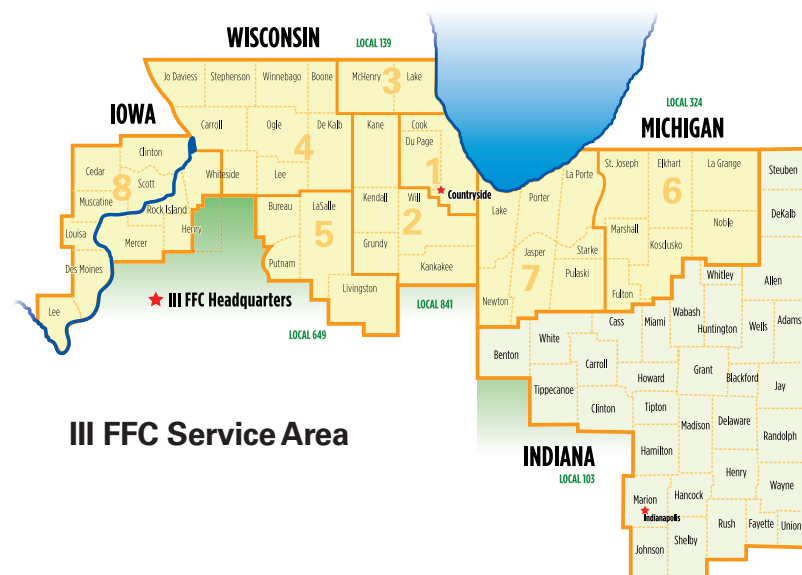 WISCONSIN
LOCAL 139
Jo Daviess
Stephenson
Winnebago
Boone
McHenry
Lake
3
LOCAL 324
MICHIGAN
IOWA
Carroll
Ogle
De Kalb
4
Kane
Cook
Du Page
1
Clinton
Cedar
8
Scott
Whiteside
Lee
Countryside
Muscatine
Rock Island
Bureau
LaSalle
Kendall
Will
2
Louisa
Mercer
Henry
5
Grundy
Putnam
Kankakee
Des Moines
Livingston
Lee
III FFC Headquarters
LOCAL 841
LOCAL 649
La Porte
Porter
Lake
Jasper
Starke
7
Pulaski
Newton
St. Joseph
Elkhart
La Grange
6
Marshall
Noble
Kosdusko
Fulton
Steuben
DeKalb
Whitley
Allen
Benton
White
Cass
Miami
Wabash
Huntington
Wells
Adams
Carroll
Grant
Howard
Blackford
Jay
Tippecanoe
Clinton
Tipton
Madison
Delaware
Randolph
III FFC Service Area
INDIANA
LOCAL 103
Hamilton
Henry
Wayne
Marion
Hancock
Indianapolis
Rush
Fayette
Union
Shelby
Johnson